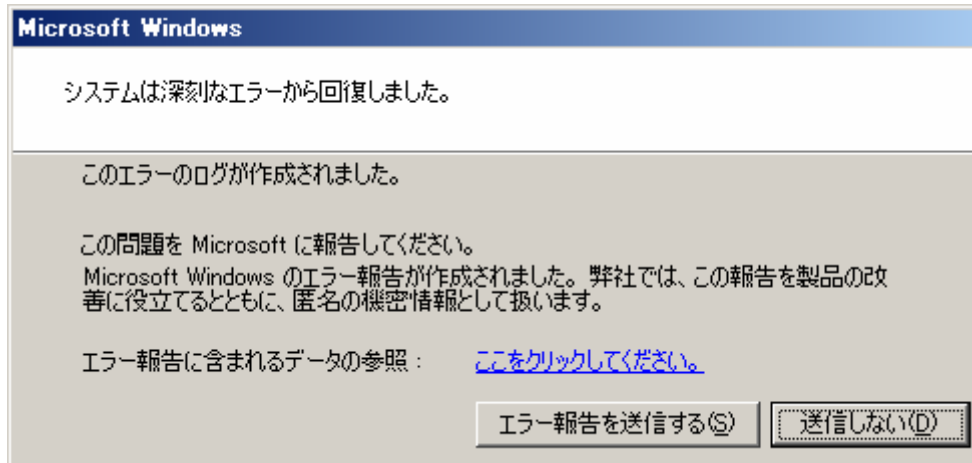 Microsoft Windows
システムは深刻なエラーから回復しました。
このエラーのログが作成されました。
この問題を Microsoft に報告してください。
Microsoft Windows のエラー報告が作成されました。弊社では、この報告を製品の改
善に役立てるとともに、匿名の機密情報として扱います。
エラー報告に含まれるデータの参照： ここをクリックしてください。
エラー報告を送信する(S) 送信しない(D)